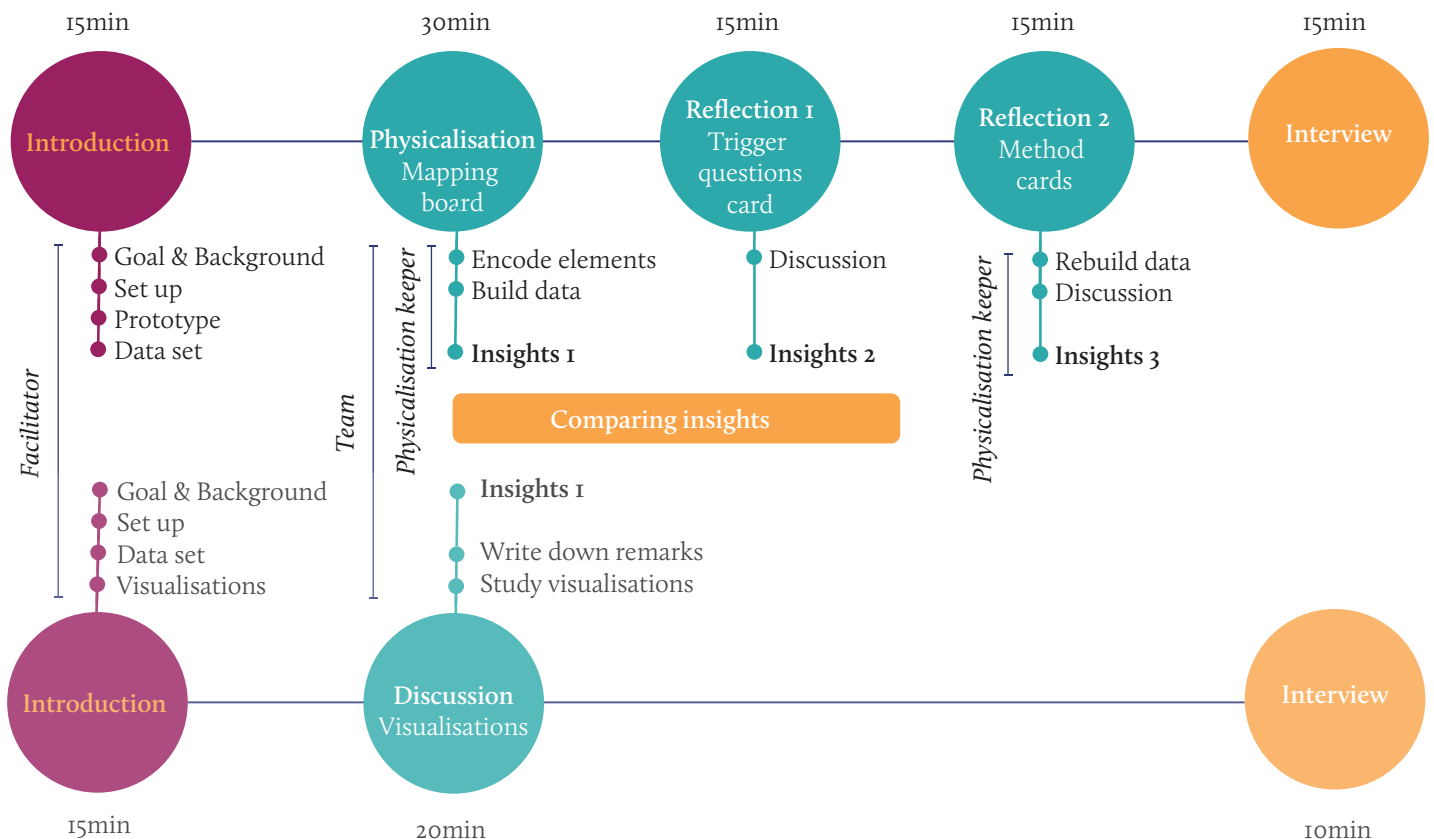 15min
30min
15min
15min
15min
Introduction
Physicalisation
Mapping
board
Reflection 1
Trigger
questions
card
Reflection 2
Method
cards
Interview
Facilitator
Goal & Background
Set up
Prototype
Data set
Team
Physicalisation keeper
Encode elements
Build data
Insights 1
Discussion
Insights 2
Physicalisation keeper
Rebuild data
Discussion
Insights 3
Comparing insights
Goal & Background
Set up
Data set
Visualisations
Insights 1
Write down remarks
Study visualisations
Introduction
Discussion
Visualisations
Interview
15min
20min
10min